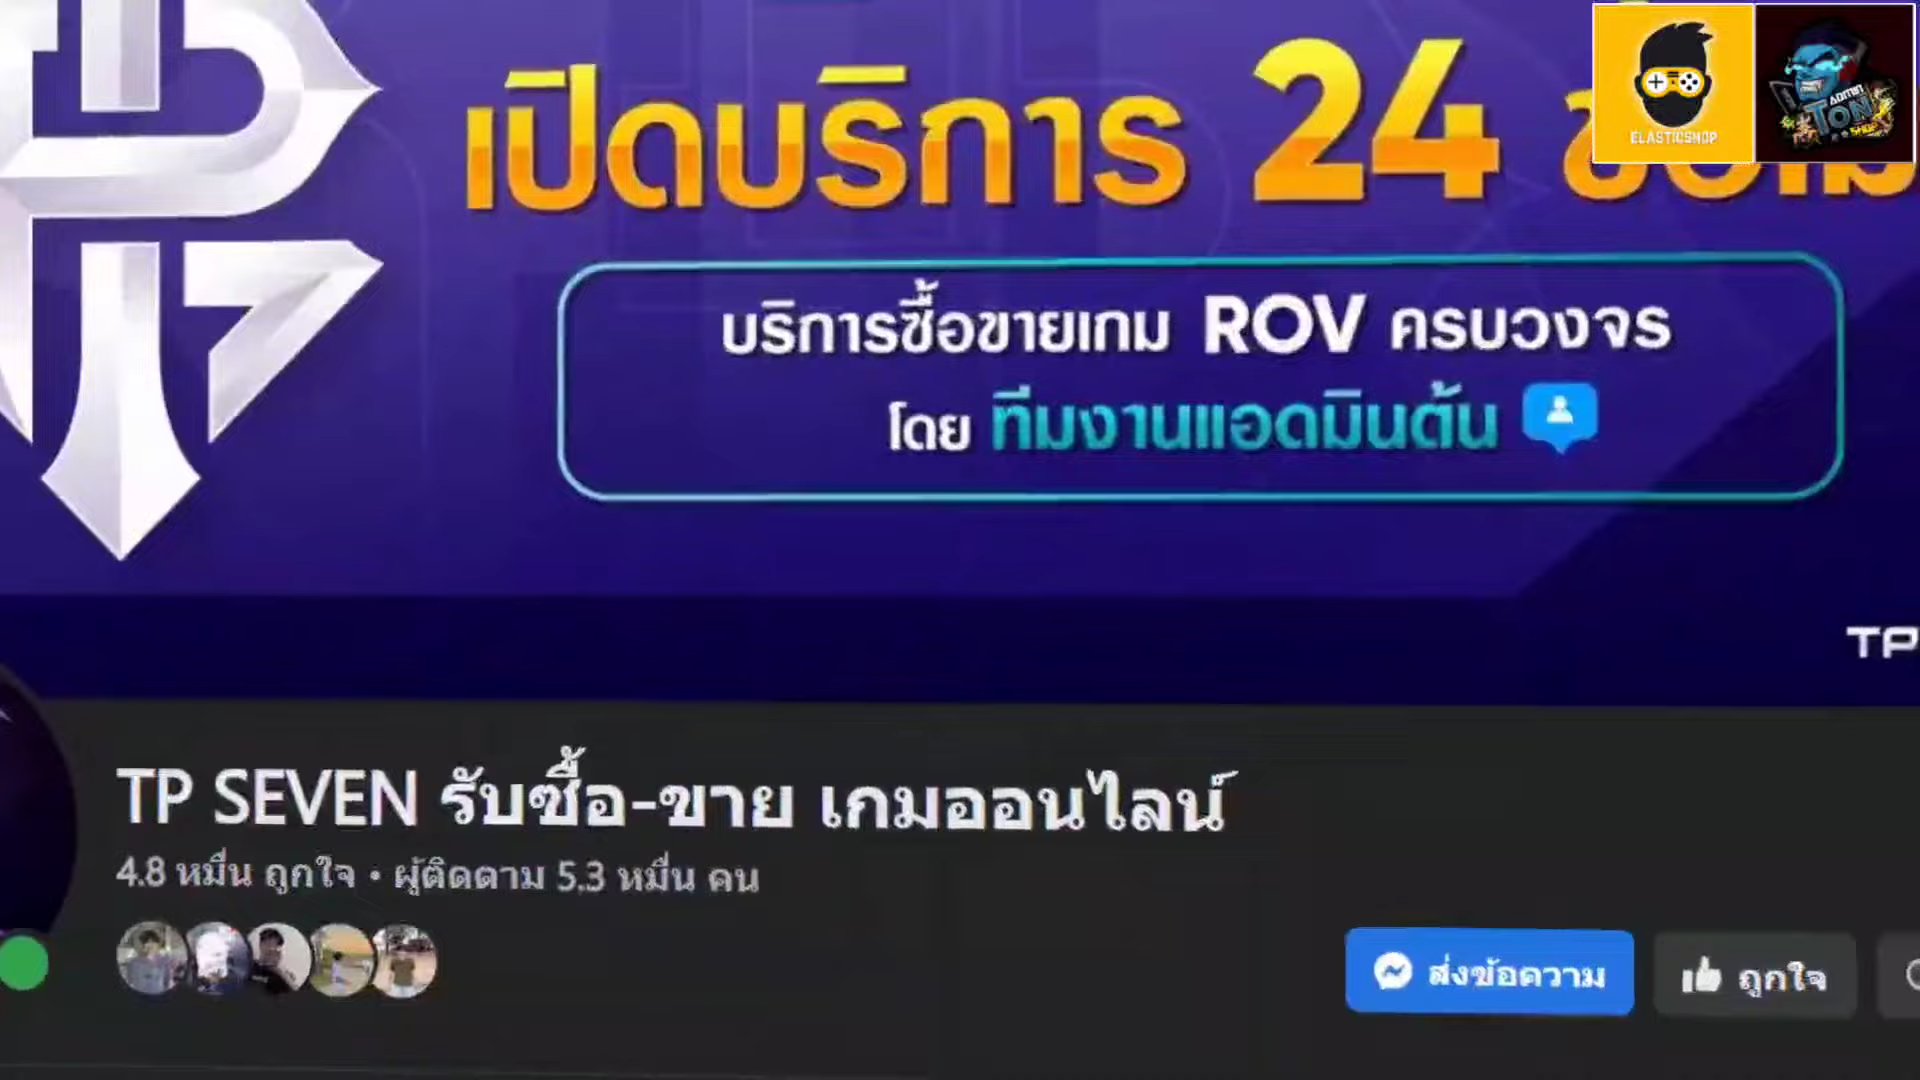 เปิดบริการ 24
ELASTICSHOP
ADMIN
TON
SHOP
บริการซื้อขายเกม ROV ครบวงจร
โดย ทีมงานแอดมินต้น
TP
TP SEVEN รับซื้อ-ขาย เกมออนไลน์
4.8 หมื่น ถูกใจ • ผู้ติดตาม 5.3 หมื่น คน
ส่งข้อความ
ถูกใจ